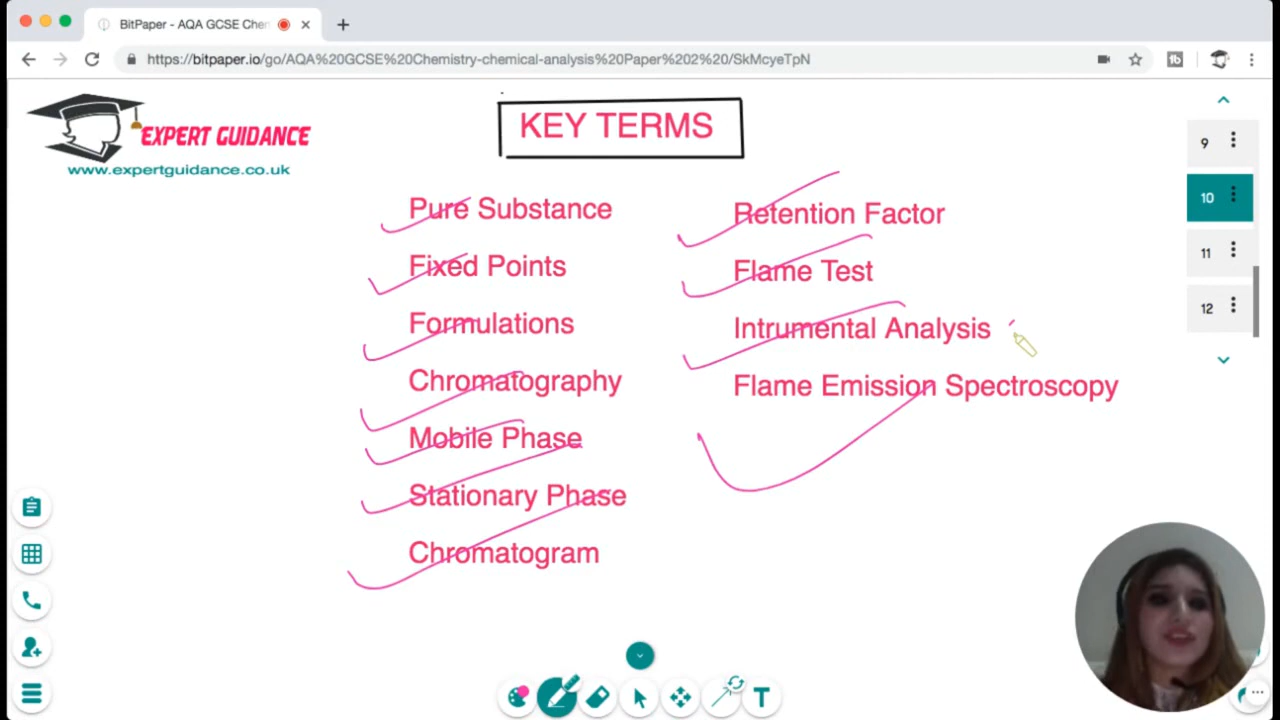 BitPaper - AQA GCSE Chem
https://bitpaper.io/go/AQA%20GCSE%20Chemistry-chemical-analysis%20Paper%202%20/SkMcyeTpN
EXPERT GUIDANCE
www.expertguidance.co.uk
KEY TERMS
Pure Substance
Fixed Points
Formulations
Chromatography
Mobile Phase
Stationary Phase
Chromatogram
Retention Factor
Flame Test
Intrumental Analysis
Flame Emission Spectroscopy
9
10
11
12
T